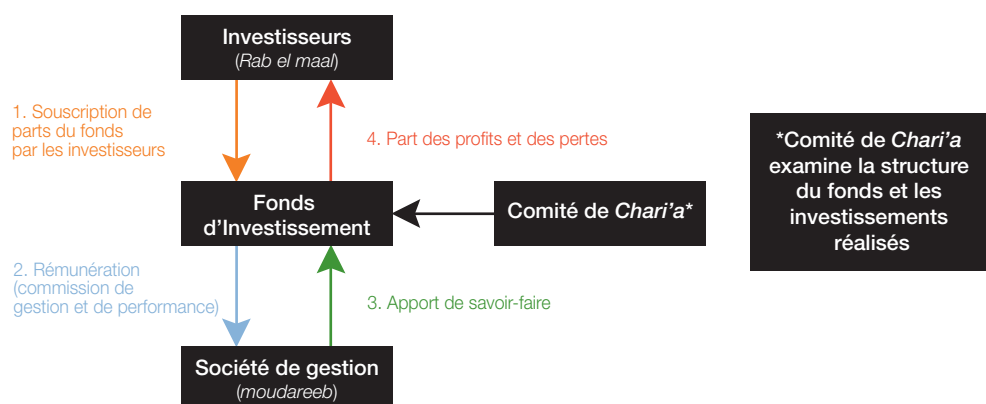 Investisseurs
(Rab el maal)
1. Souscription de
parts du fonds
par les investisseurs
4. Part des profits et des pertes
Fonds
d’Investissement
Comité de Chari’a*
*Comité de Chari’a
examine la structure
du fonds et les
investissements
réalisés
2. Rémunération
(commission de
gestion et de performance)
3. Apport de savoir-faire
Société de gestion
(moudareeb)